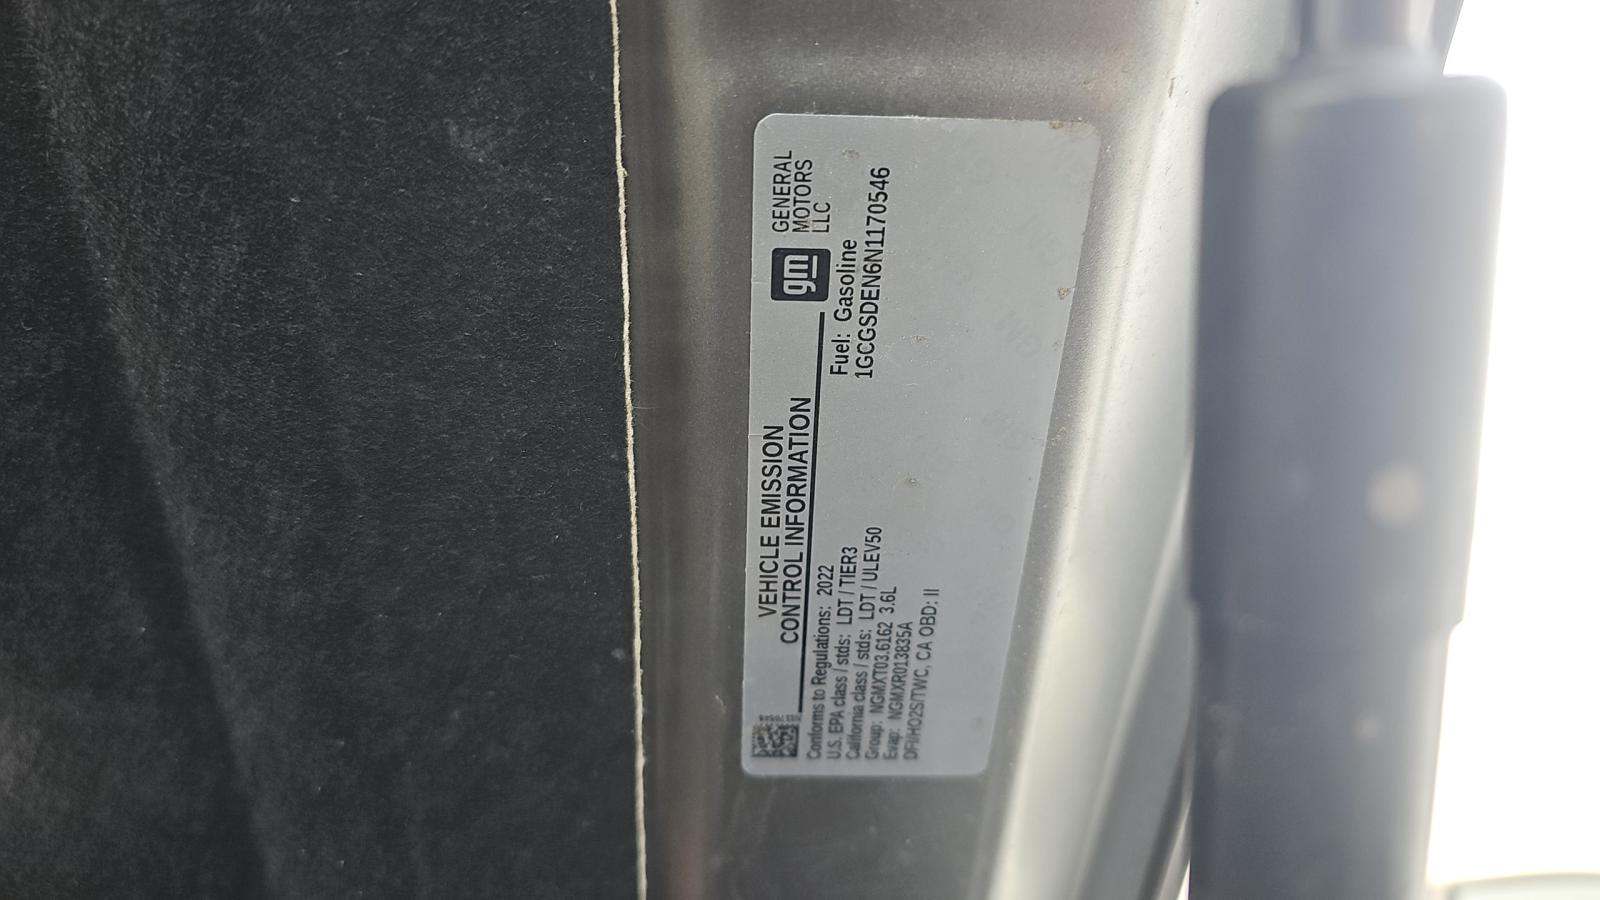 VEHICLE EMISSION
CONTROL INFORMATION
gm
GENERAL
MOTORS
LLC
Conforms to Regulations: 2022
U.S. EPA class / stds: LDT / TIER3
California class / stds: LDT / ULEV50
Group: NGMXT03.6162 3.6L
Evap: NGMXR013835A
DFI/HO2S/TWC, CA OBD: II
Fuel: Gasoline
1GCGSDEN6N1170546